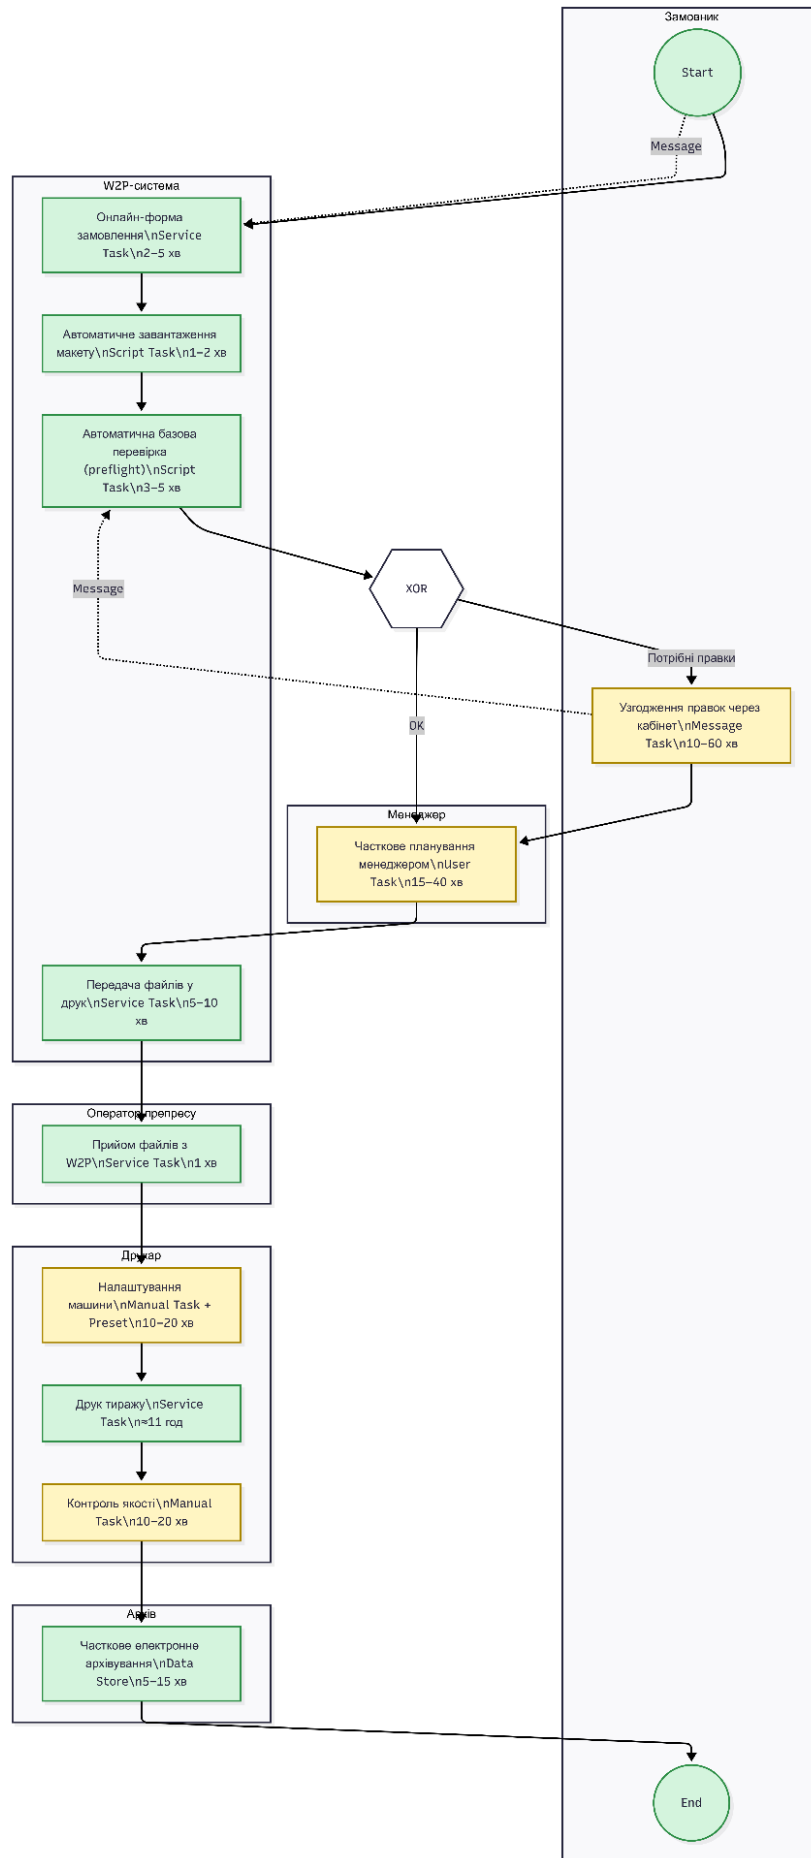 Замовник
Start
Message
W2P-система
Онлайн-форма
замовлення\nService
Task\n2–5 хв
Автоматичне завантаження
макету\nScript Task\n1–2 хв
Автоматична базова
перевірка
(preflight)\nScript
Task\n3–5 хв
XOR
Message
Потрібні правки
Узгодження правок через
кабінет\nMessage
Task\n10–60 хв
OK
Менеджер
Часткове планування
менеджером\nUser
Task\n15–40 хв
Передача файлів у
друк\nService Task\n5–10
хв
Оператор препресу
Прийом файлів з
W2P\nService Task\n1 хв
Друкар
Налаштування
машини\nManual Task +
Preset\n10–20 хв
Друк тиражу\nService
Task\n≈11 год
Контроль якості\nManual
Task\n10–20 хв
Архів
Часткове електронне
архівування\nData
Store\n5–15 хв
End